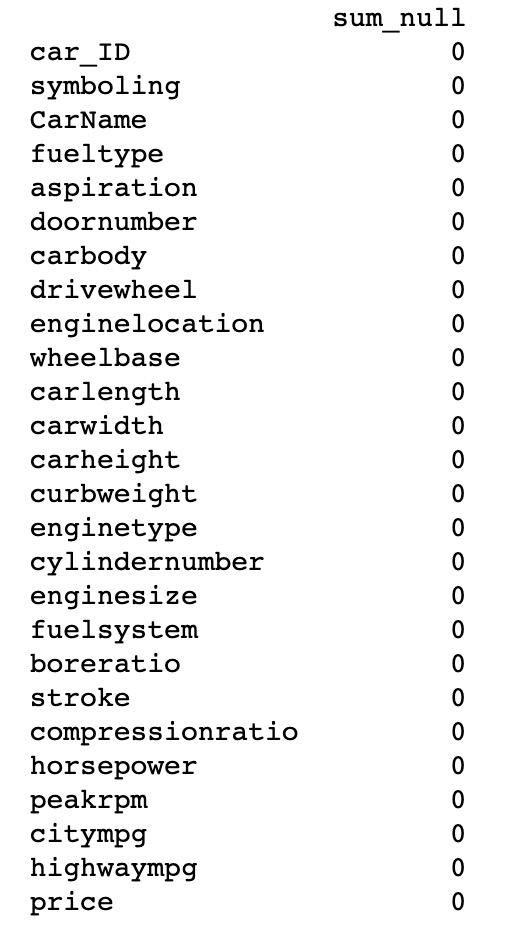 sum_null
car_ID 0
symboling 0
CarName 0
fueltype 0
aspiration 0
doornumber 0
carbody 0
drivewheel 0
enginelocation 0
wheelbase 0
carlength 0
carwidth 0
carheight 0
curbweight 0
enginetype 0
cylindernumber 0
enginesize 0
fuelsystem 0
boreratio 0
stroke 0
compressionratio 0
horsepower 0
peakrpm 0
citympg 0
highwaympg 0
price 0